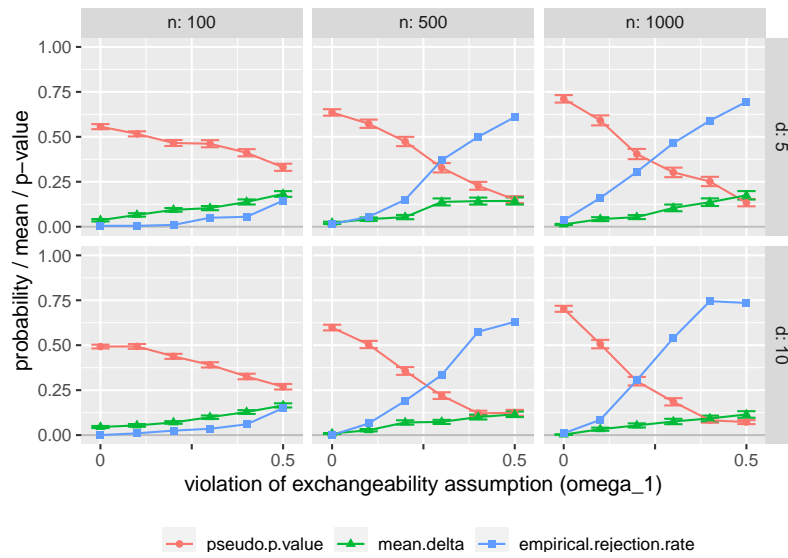 n: 100
n: 500
n: 1000
1.00
0.75
0.50
0.25
0.00
d: 5
1.00
0.75
0.50
0.25
0.00
d: 10
probability / mean / p−value
0
0.5
0
0.5
0
0.5
violation of exchangeability assumption (omega_1)
pseudo.p.value
mean.delta
empirical.rejection.rate